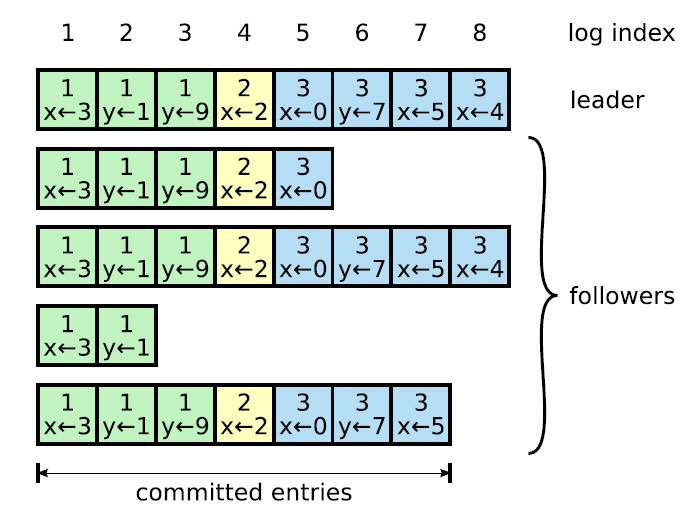 1 2 3 4 5 6 7 8 log index
1 1 1 2 3 3 3 3
x←3 y←1 y←9 x←2 x←0 y←7 x←5 x←4
leader
1 1 1 2 3
x←3 y←1 y←9 x←2 x←0
1 1 1 2 3 3 3 3
x←3 y←1 y←9 x←2 x←0 y←7 x←5 x←4
followers
1 1
x←3 y←1
1 1 1 2 3 3 3
x←3 y←1 y←9 x←2 x←0 y←7 x←5
committed entries